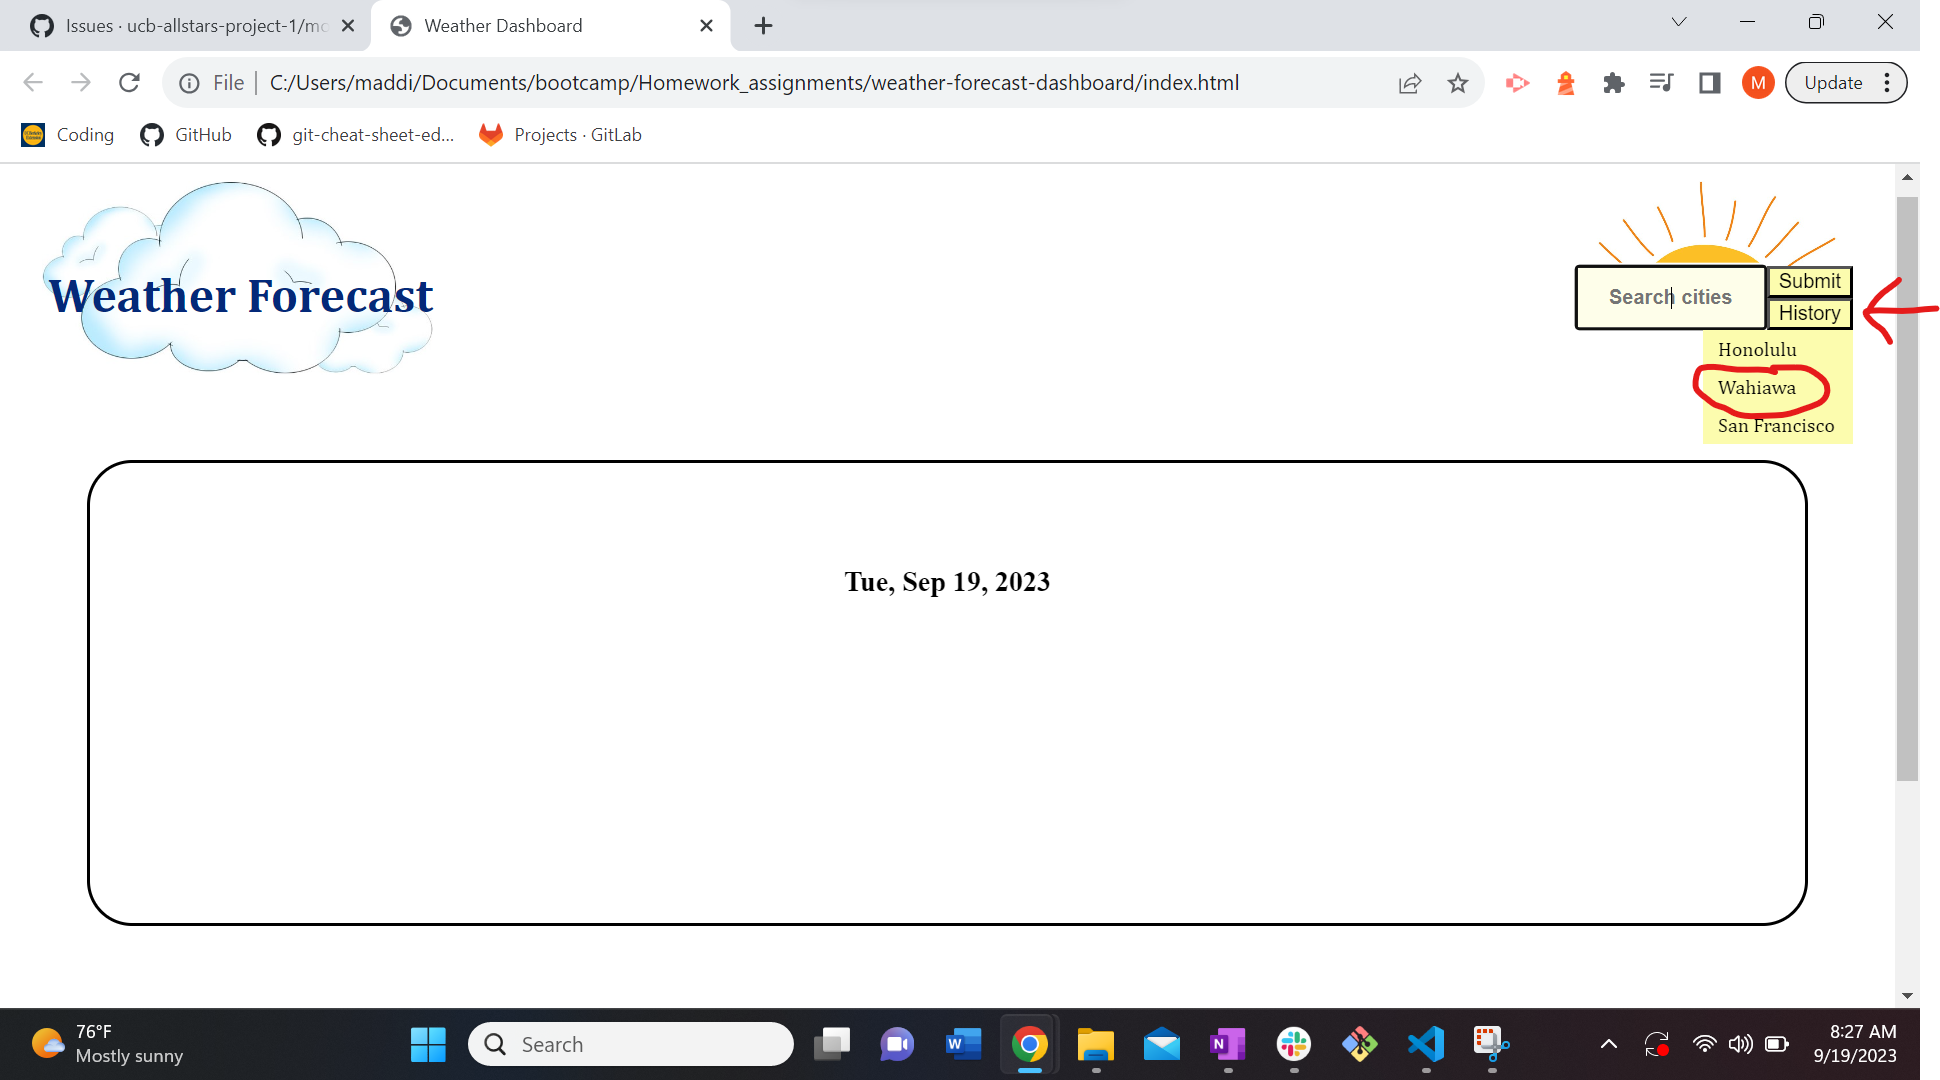 Issues · ucb-allstars-project-1/mo
Weather Dashboard
File
C:/Users/maddi/Documents/bootcamp/Homework_assignments/weather-forecast-dashboard/index.html
M
Update
Coding
GitHub
git-cheat-sheet-ed...
Projects · GitLab
Weather Forecast
Search cities
Submit
History
Honolulu
Wahiawa
San Francisco
Tue, Sep 19, 2023
76°F
Mostly sunny
Search
W
N
8:27 AM
9/19/2023